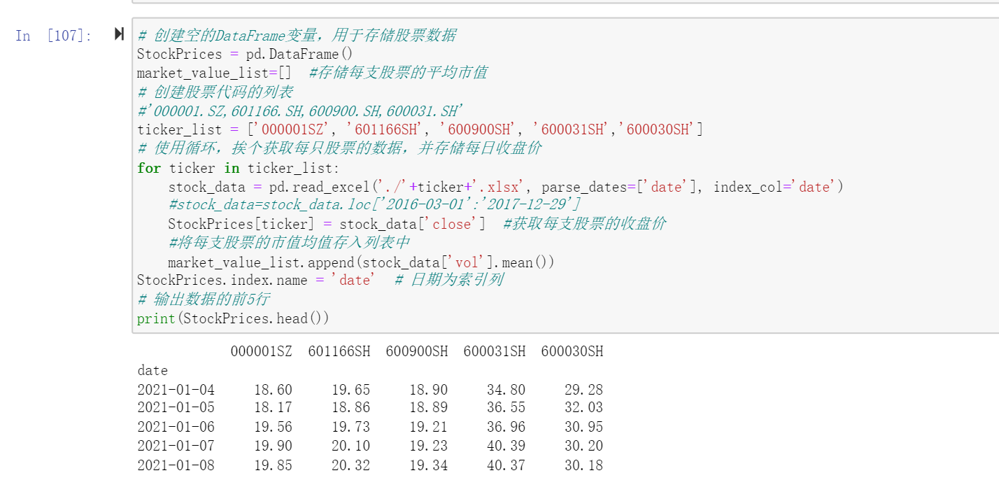 In [107]:
# 创建空的DataFrame变量，用于存储股票数据
StockPrices = pd.DataFrame()
market_value_list=[]  #存储每支股票的平均市值
# 创建股票代码的列表
#'000001.SZ,601166.SH,600900.SH,600031.SH'
ticker_list = ['000001SZ', '601166SH', '600900SH', '600031SH','600030SH']
# 使用循环，挨个获取每只股票的数据，并存储每日收盘价
for ticker in ticker_list:
    stock_data = pd.read_excel('./'+ticker+'.xlsx', parse_dates=['date'], index_col='date')
    #stock_data=stock_data.loc['2016-03-01':'2017-12-29']
    StockPrices[ticker] = stock_data['close']  #获取每支股票的收盘价
    #将每支股票的市值均值存入列表中
    market_value_list.append(stock_data['vol'].mean())
StockPrices.index.name = 'date'  # 日期为索引列
# 输出数据的前5行
print(StockPrices.head())
            000001SZ  601166SH  600900SH  600031SH  600030SH
date
2021-01-04     18.60     19.65     18.90     34.80     29.28
2021-01-05     18.17     18.86     18.89     36.55     32.03
2021-01-06     19.56     19.73     19.21     36.96     30.95
2021-01-07     19.90     20.10     19.23     40.39     30.20
2021-01-08     19.85     20.32     19.34     40.37     30.18